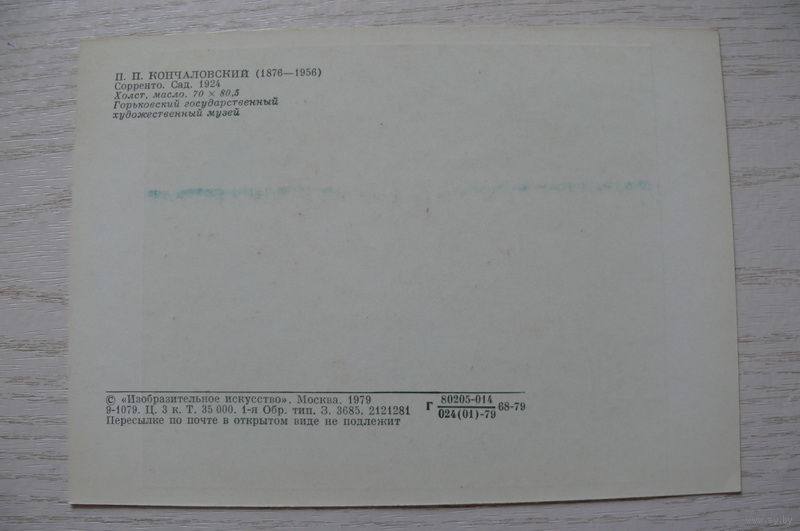 П. П. КОНЧАЛОВСКИЙ (1876—1956)
Сорренто. Сад. 1924
Холст, масло. 70 × 80,5
Горьковский государственный
художественный музей
© «Изобразительное искусство». Москва. 1979
9-1079. Ц. 3 к. Т. 35 000. 1-я Обр. тип. З. 3685. 2121281
Пересылке по почте в открытом виде не подлежит
Г 80205-014
024(01)-79 68-79